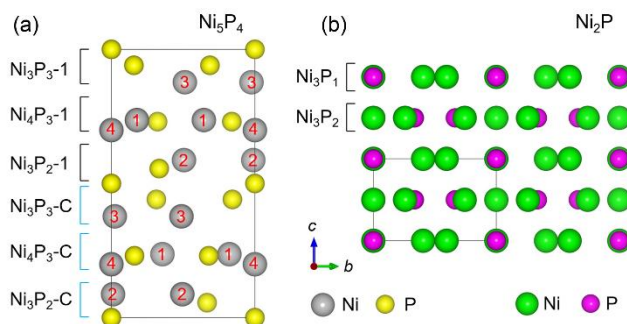 (a)
Ni₅P₄
Ni₃P₃-1
Ni₄P₃-1
Ni₃P₂-1
Ni₃P₃-C
Ni₄P₃-C
Ni₃P₂-C
3
3
1
1
4
4
2
2
3
3
1
1
4
4
2
2
Ni
P
(b)
Ni₂P
Ni₃P₁
Ni₃P₂
c
b
Ni
P